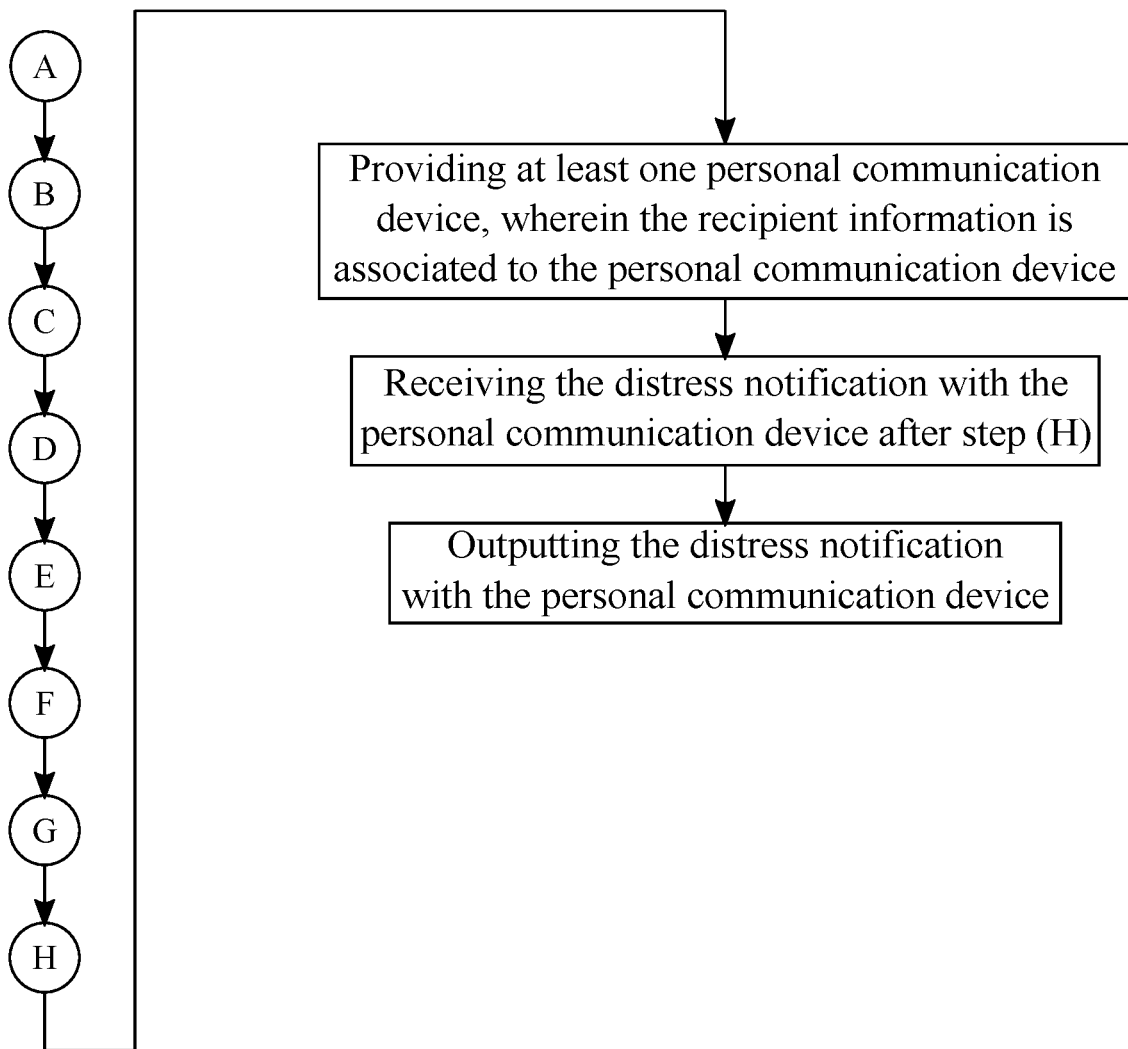 A
B
C
D
E
F
G
H
Providing at least one personal communication
device, wherein the recipient information is
associated to the personal communication device
Receiving the distress notification with the
personal communication device after step (H)
Outputting the distress notification
with the personal communication device